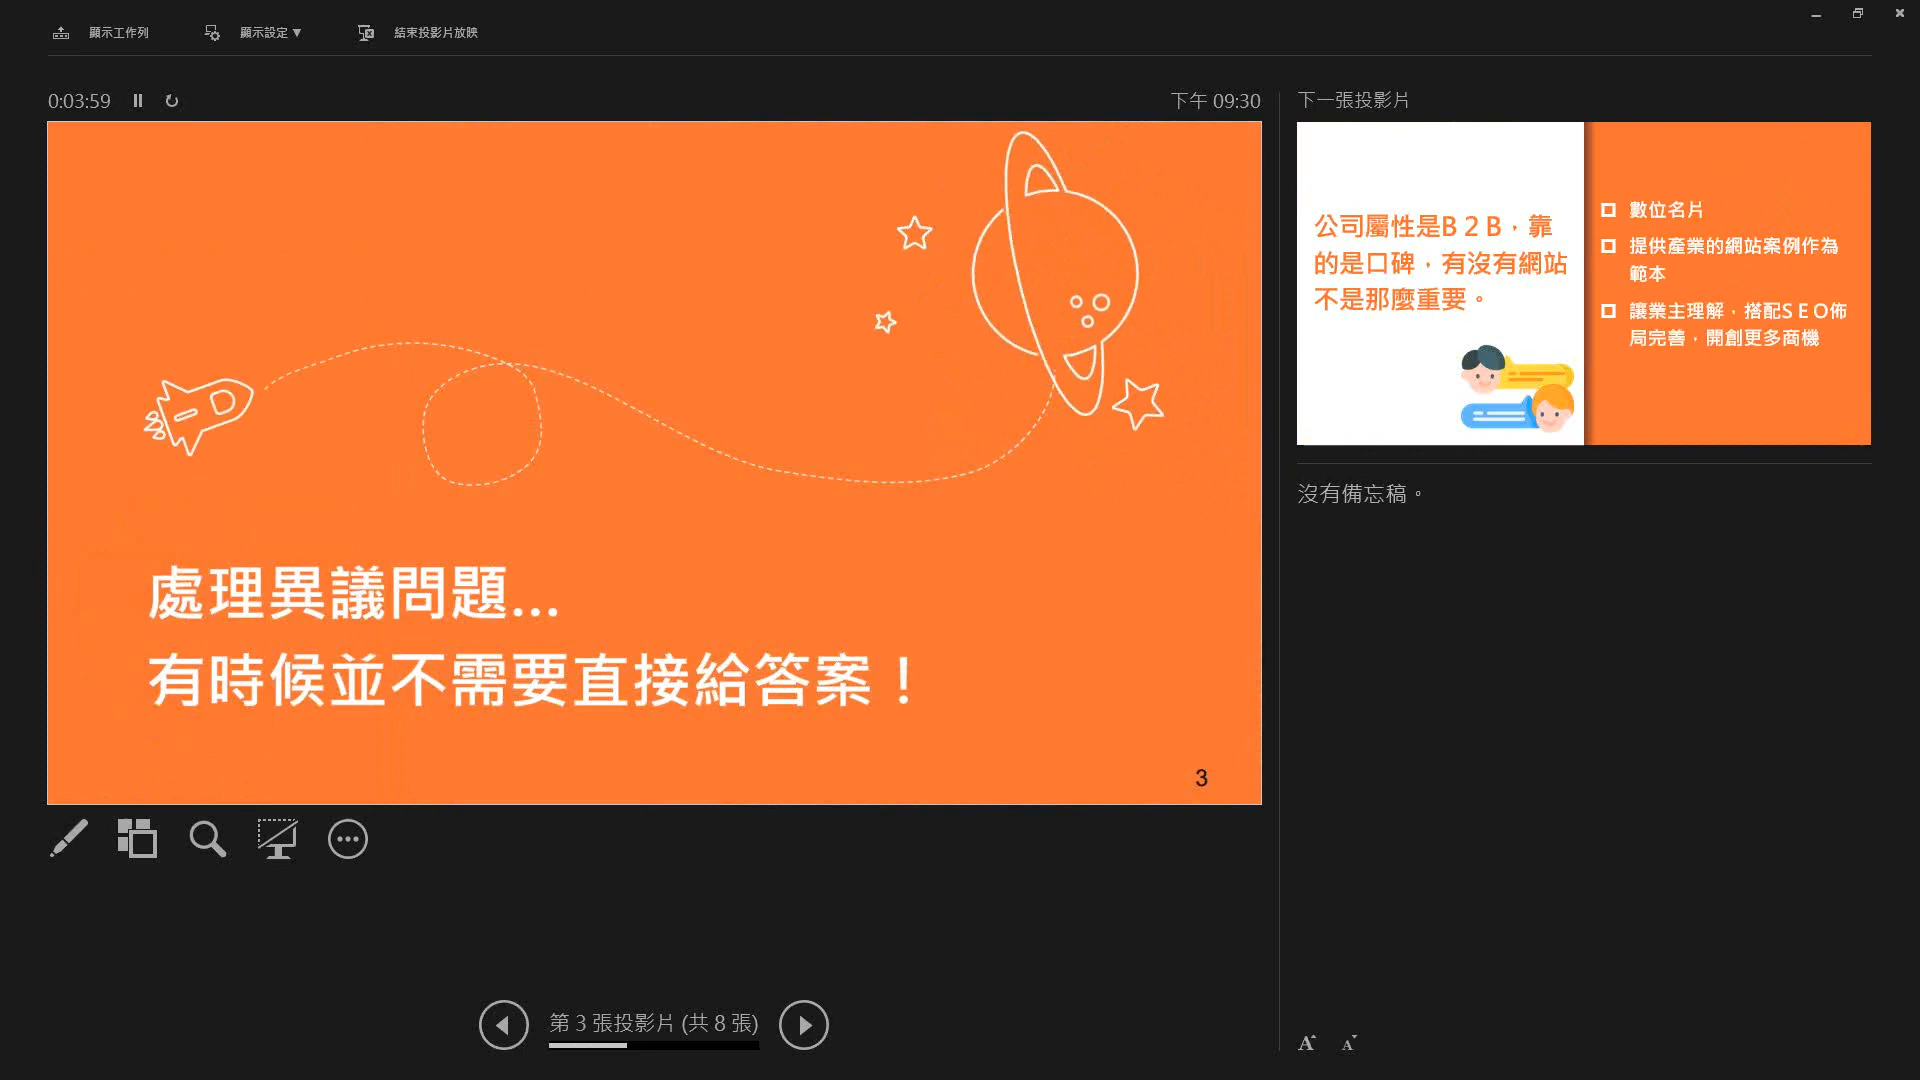 顯示工作列
顯示設定 ▼
結束投影片放映
0:03:59
下午 09:30
處理異議問題...
有時候並不需要直接給答案！
3
第 3 張投影片 (共 8 張)
下一張投影片
公司屬性是B２B，靠
的是口碑，有沒有網站
不是那麼重要。
數位名片
提供產業的網站案例作為
範本
讓業主理解，搭配SＥO佈
局完善，開創更多商機
沒有備忘稿。
A A